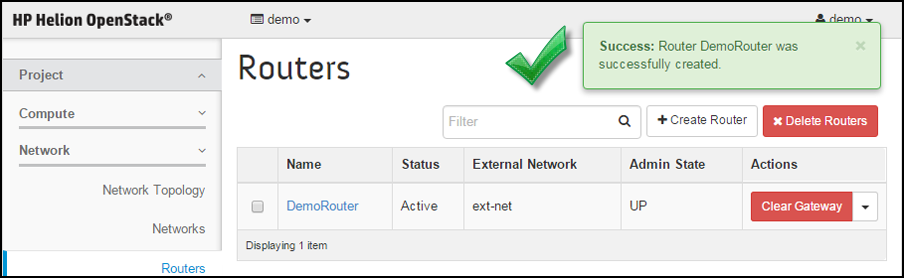 HP Helion OpenStack®
demo
demo
Success: Router DemoRouter was
successfully created.
×
Project
Compute
Network
Network Topology
Networks
Routers
Routers
Filter
+ Create Router
✖ Delete Routers
Name Status External Network Admin State Actions
DemoRouter Active ext-net UP Clear Gateway
Displaying 1 item